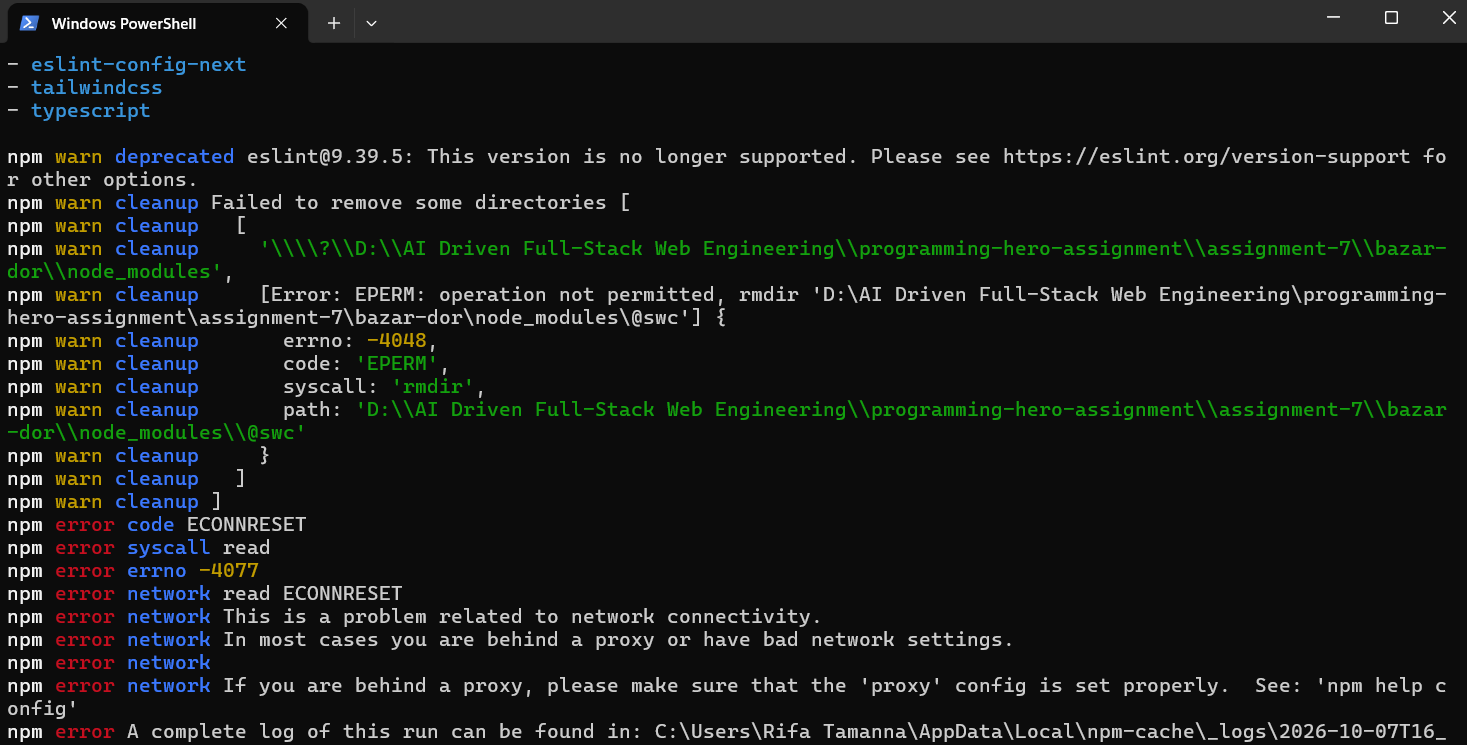 Windows PowerShell
- eslint-config-next
- tailwindcss
- typescript
npm warn deprecated eslint@9.39.5: This version is no longer supported. Please see https://eslint.org/version-support fo
r other options.
npm warn cleanup Failed to remove some directories [
npm warn cleanup   [
npm warn cleanup     '\\\\?\\D:\\AI Driven Full-Stack Web Engineering\\programming-hero-assignment\\assignment-7\\bazar-
dor\\node_modules',
npm warn cleanup     [Error: EPERM: operation not permitted, rmdir 'D:\AI Driven Full-Stack Web Engineering\programming-
hero-assignment\assignment-7\bazar-dor\node_modules\@swc'] {
npm warn cleanup       errno: -4048,
npm warn cleanup       code: 'EPERM',
npm warn cleanup       syscall: 'rmdir',
npm warn cleanup       path: 'D:\\AI Driven Full-Stack Web Engineering\\programming-hero-assignment\\assignment-7\\bazar
-dor\\node_modules\\@swc'
npm warn cleanup     }
npm warn cleanup   ]
npm warn cleanup ]
npm error code ECONNRESET
npm error syscall read
npm error errno -4077
npm error network read ECONNRESET
npm error network This is a problem related to network connectivity.
npm error network In most cases you are behind a proxy or have bad network settings.
npm error network
npm error network If you are behind a proxy, please make sure that the 'proxy' config is set properly.  See: 'npm help c
onfig'
npm error A complete log of this run can be found in: C:\Users\Rifa Tamanna\AppData\Local\npm-cache\_logs\2026-10-07T16_